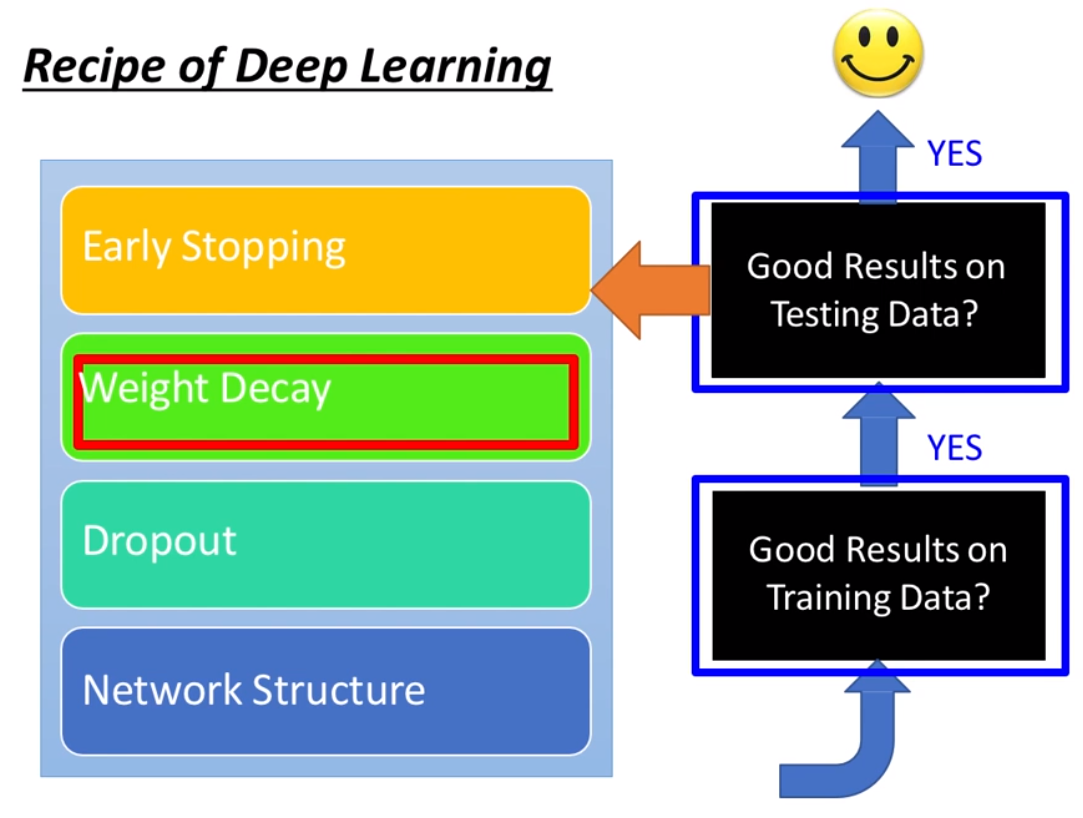 Recipe of Deep Learning
YES
Early Stopping
Good Results on
Testing Data?
Weight Decay
YES
Dropout
Good Results on
Training Data?
Network Structure